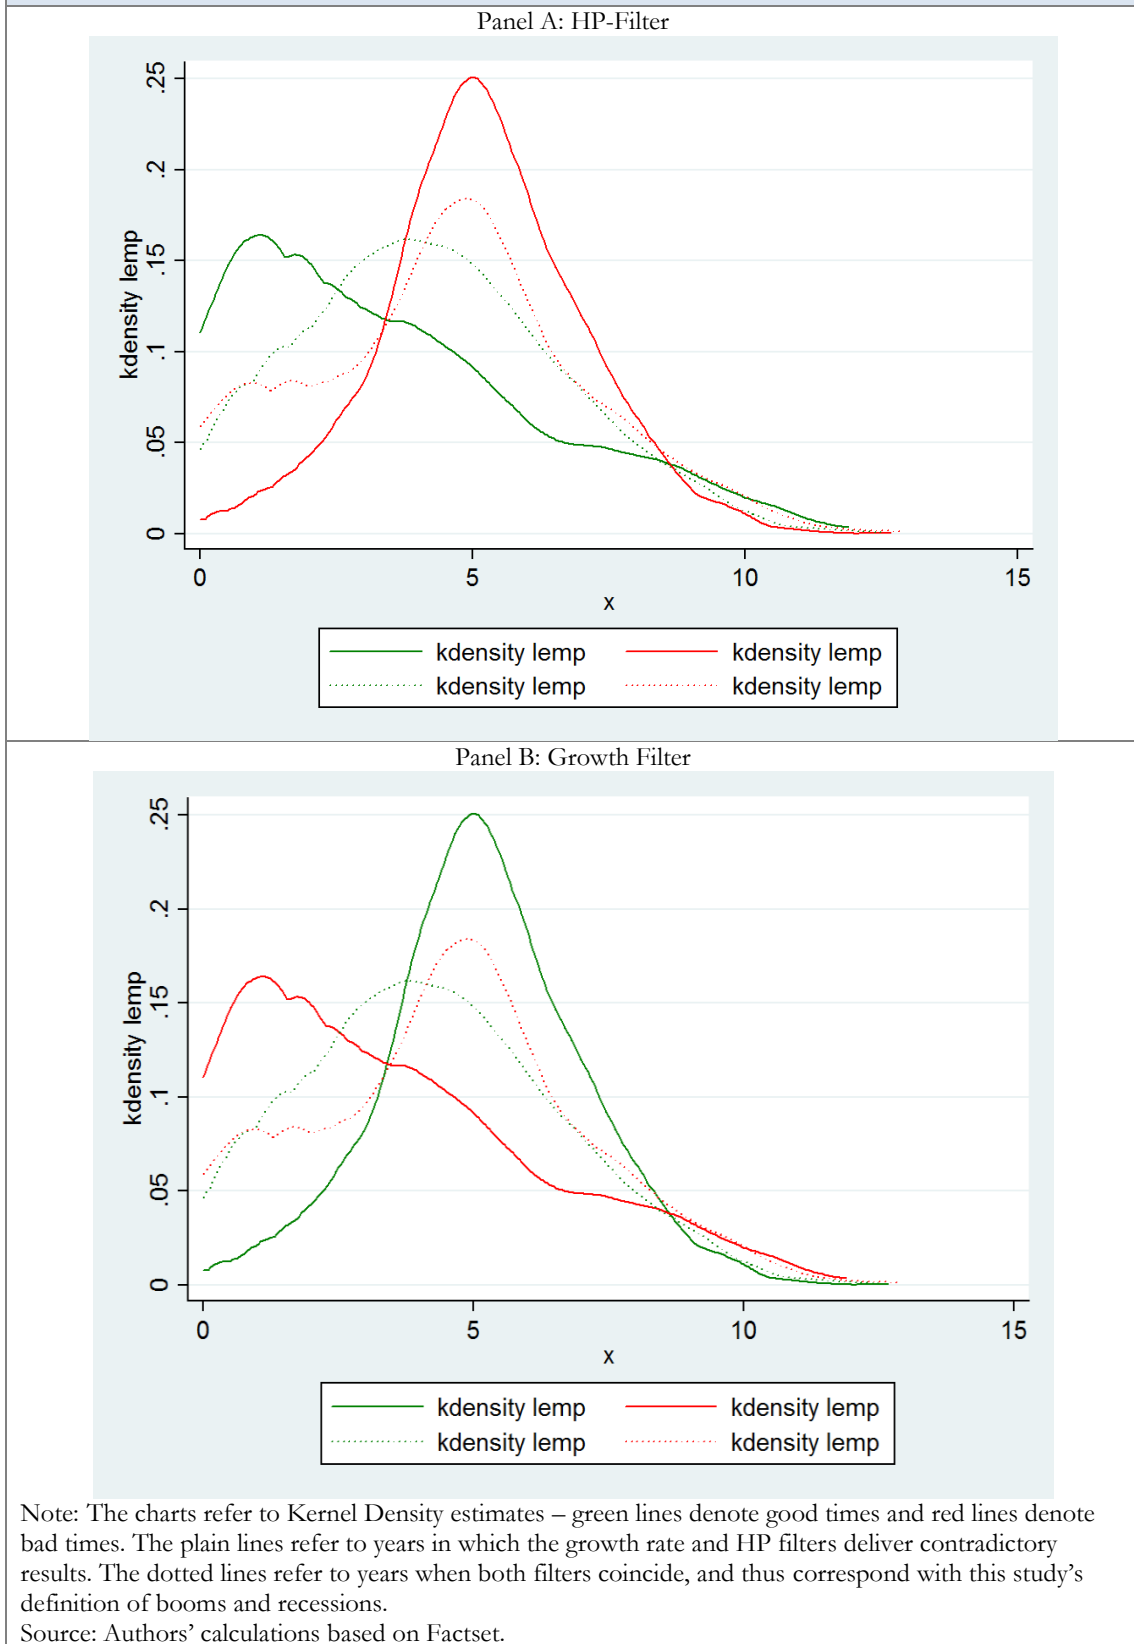 Panel A: HP-Filter
kdensity lemp
.25
.2
.15
.1
.05
0
0 5 10 15
x
kdensity lemp kdensity lemp
kdensity lemp kdensity lemp
Panel B: Growth Filter
kdensity lemp
.25
.2
.15
.1
.05
0
0 5 10 15
x
kdensity lemp kdensity lemp
kdensity lemp kdensity lemp
Note: The charts refer to Kernel Density estimates – green lines denote good times and red lines denote
bad times. The plain lines refer to years in which the growth rate and HP filters deliver contradictory
results. The dotted lines refer to years when both filters coincide, and thus correspond with this study’s
definition of booms and recessions.
Source: Authors’ calculations based on Factset.